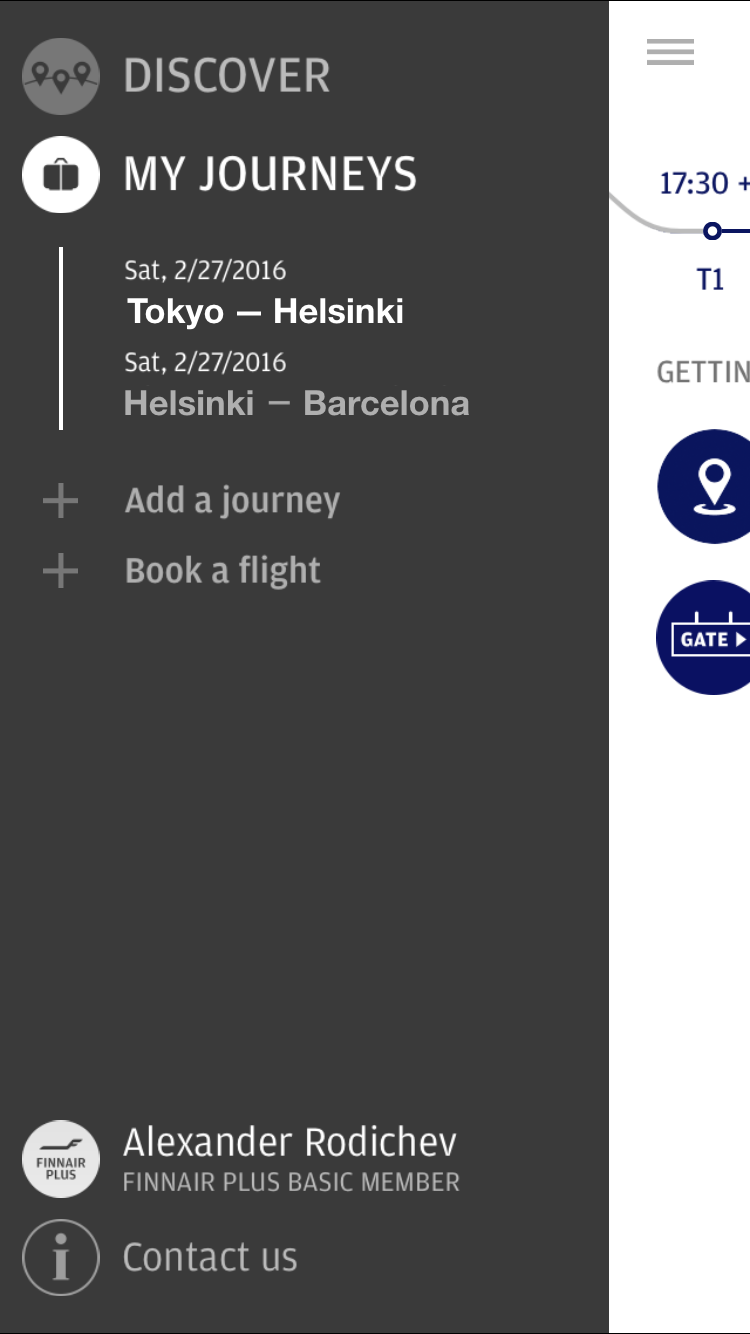 DISCOVER
MY JOURNEYS
Sat, 2/27/2016
Tokyo – Helsinki
Sat, 2/27/2016
Helsinki – Barcelona
Add a journey
Book a flight
FINNAIR
PLUS
Alexander Rodichev
FINNAIR PLUS BASIC MEMBER
Contact us
17:30 +
T1
GETTIN
GATE